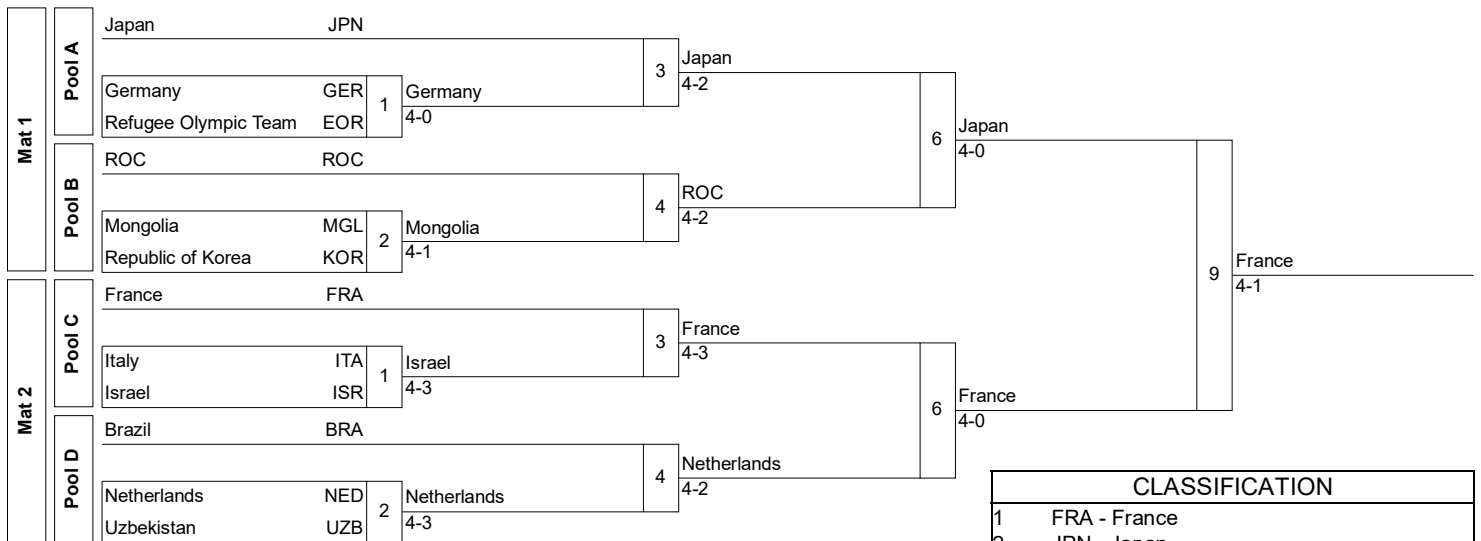 Mat 1
Pool A
Japan JPN
Germany GER
Refugee Olympic Team EOR
1
Germany
4-0
3
Japan
4-2
Pool B
ROC ROC
Mongolia MGL
Republic of Korea KOR
2
Mongolia
4-1
4
ROC
4-2
6
Japan
4-0
Mat 2
Pool C
France FRA
Italy ITA
Israel ISR
1
Israel
4-3
3
France
4-3
Pool D
Brazil BRA
Netherlands NED
Uzbekistan UZB
2
Netherlands
4-3
4
Netherlands
4-2
6
France
4-0
9
France
4-1
CLASSIFICATION
1 FRA - France
2 JPN - Japan